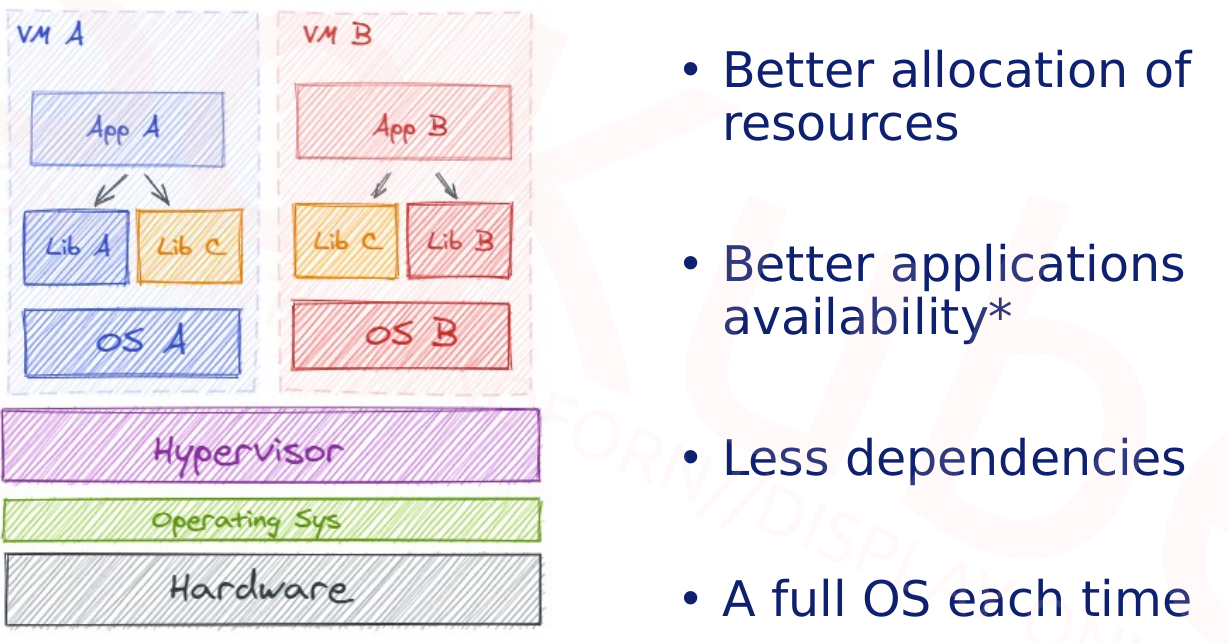 VM A
App A
Lib A
Lib C
OS A
VM B
App B
Lib C
Lib B
OS B
Hypervisor
Operating Sys
Hardware
• Better allocation of
resources
• Better applications
availability*
• Less dependencies
• A full OS each time